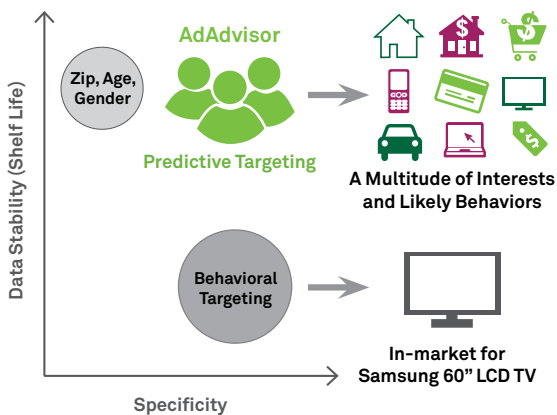 AdAdvisor
Zip, Age,
Gender
$
$
$
Predictive Targeting
A Multitude of Interests
and Likely Behaviors
Data Stability (Shelf Life)
Behavioral
Targeting
In-market for
Samsung 60” LCD TV
Specificity